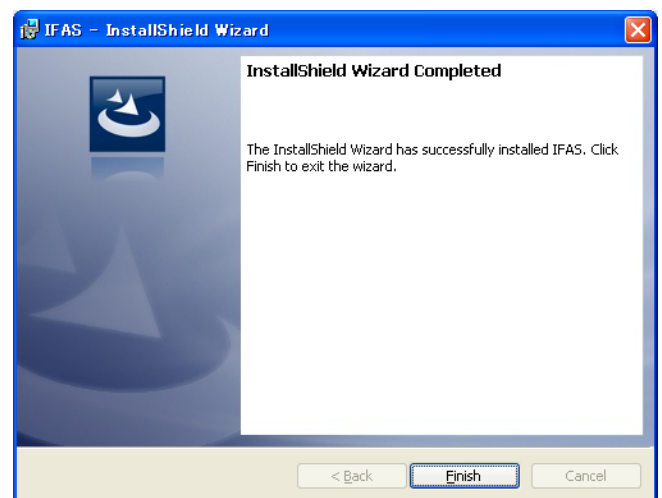 IFAS - InstallShield Wizard
InstallShield Wizard Completed
The InstallShield Wizard has successfully installed IFAS. Click
Finish to exit the wizard.
< Back
Finish
Cancel